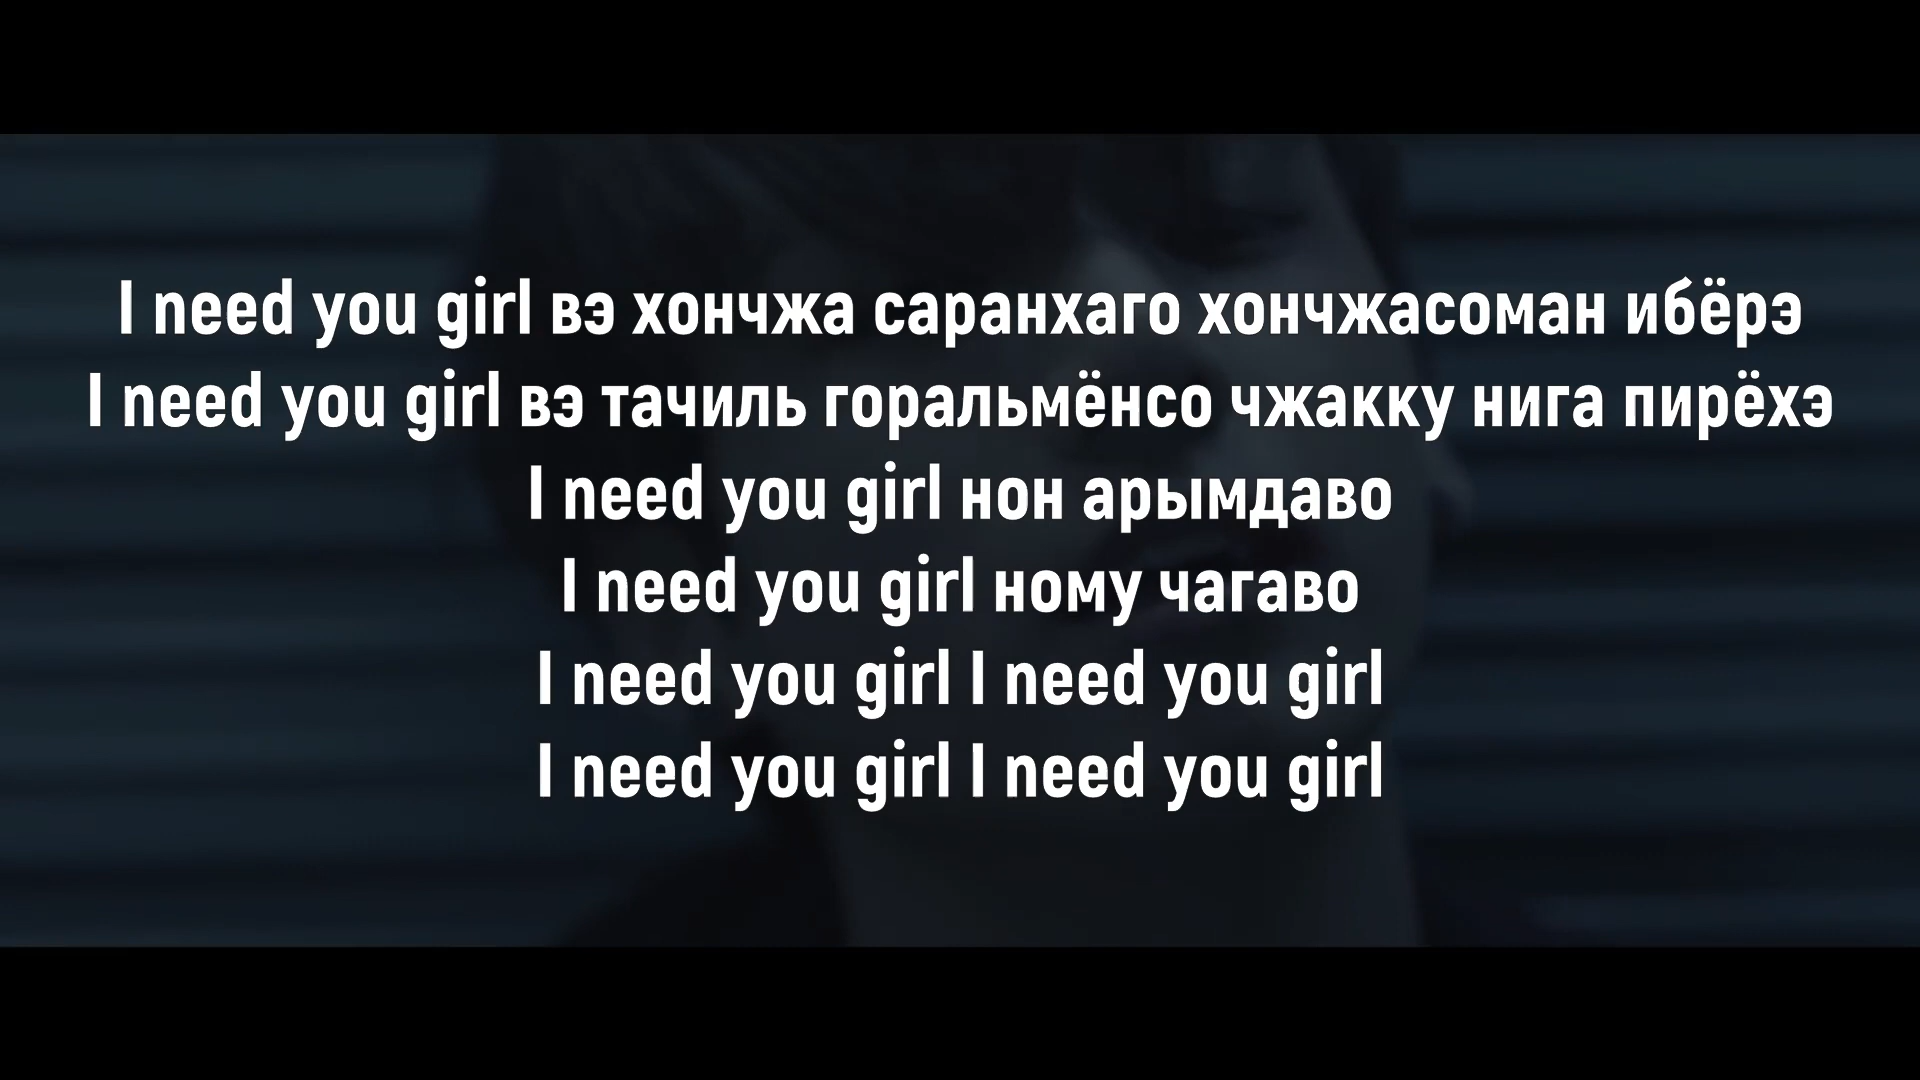 I need you girl вэ хончжа саранхаго хончжасоман ибёрэ
I need you girl вэ тачиль горальмёнсо чжакку нига пирёхэ
I need you girl нон арымдаво
I need you girl ному чагаво
I need you girl I need you girl
I need you girl I need you girl